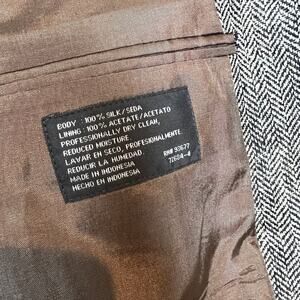 BODY : 100% SILK/SEDA
LINING : 100% ACETATE/ACETATO
PROFESSIONALLY DRY CLEAN,
REDUCED MOISTURE.
LAVAR EN SECO, PROFESIONALMENTE.
REDUCIR LA HUMEDAD.
MADE IN INDONESIA RN# 93677
HECHO EN INDONESIA